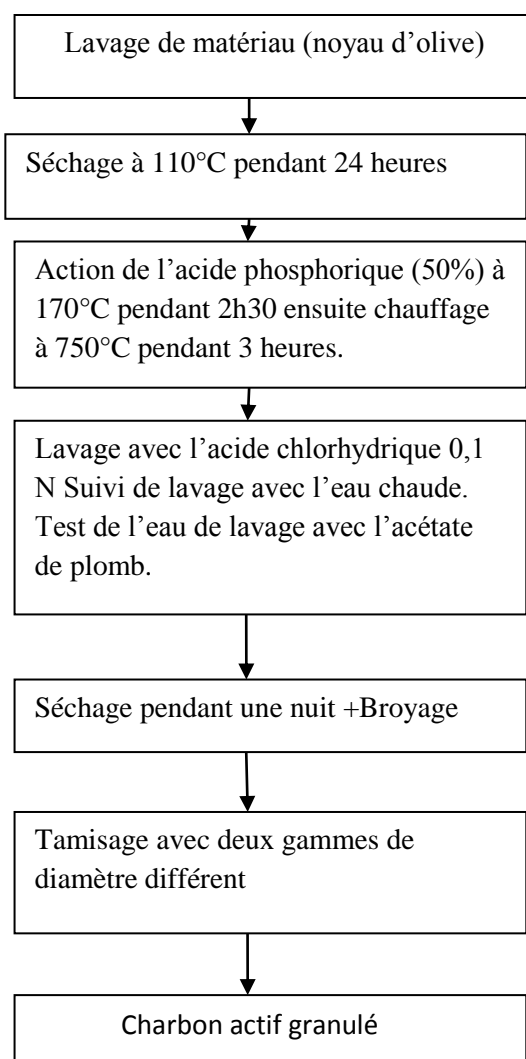 Lavage de matériau (noyau d’olive)
Séchage à 110°C pendant 24 heures
Action de l’acide phosphorique (50%) à
170°C pendant 2h30 ensuite chauffage
à 750°C pendant 3 heures.
Lavage avec l’acide chlorhydrique 0,1
N Suivi de lavage avec l’eau chaude.
Test de l’eau de lavage avec l’acétate
de plomb.
Séchage pendant une nuit +Broyage
Tamisage avec deux gammes de
diamètre différent
Charbon actif granulé